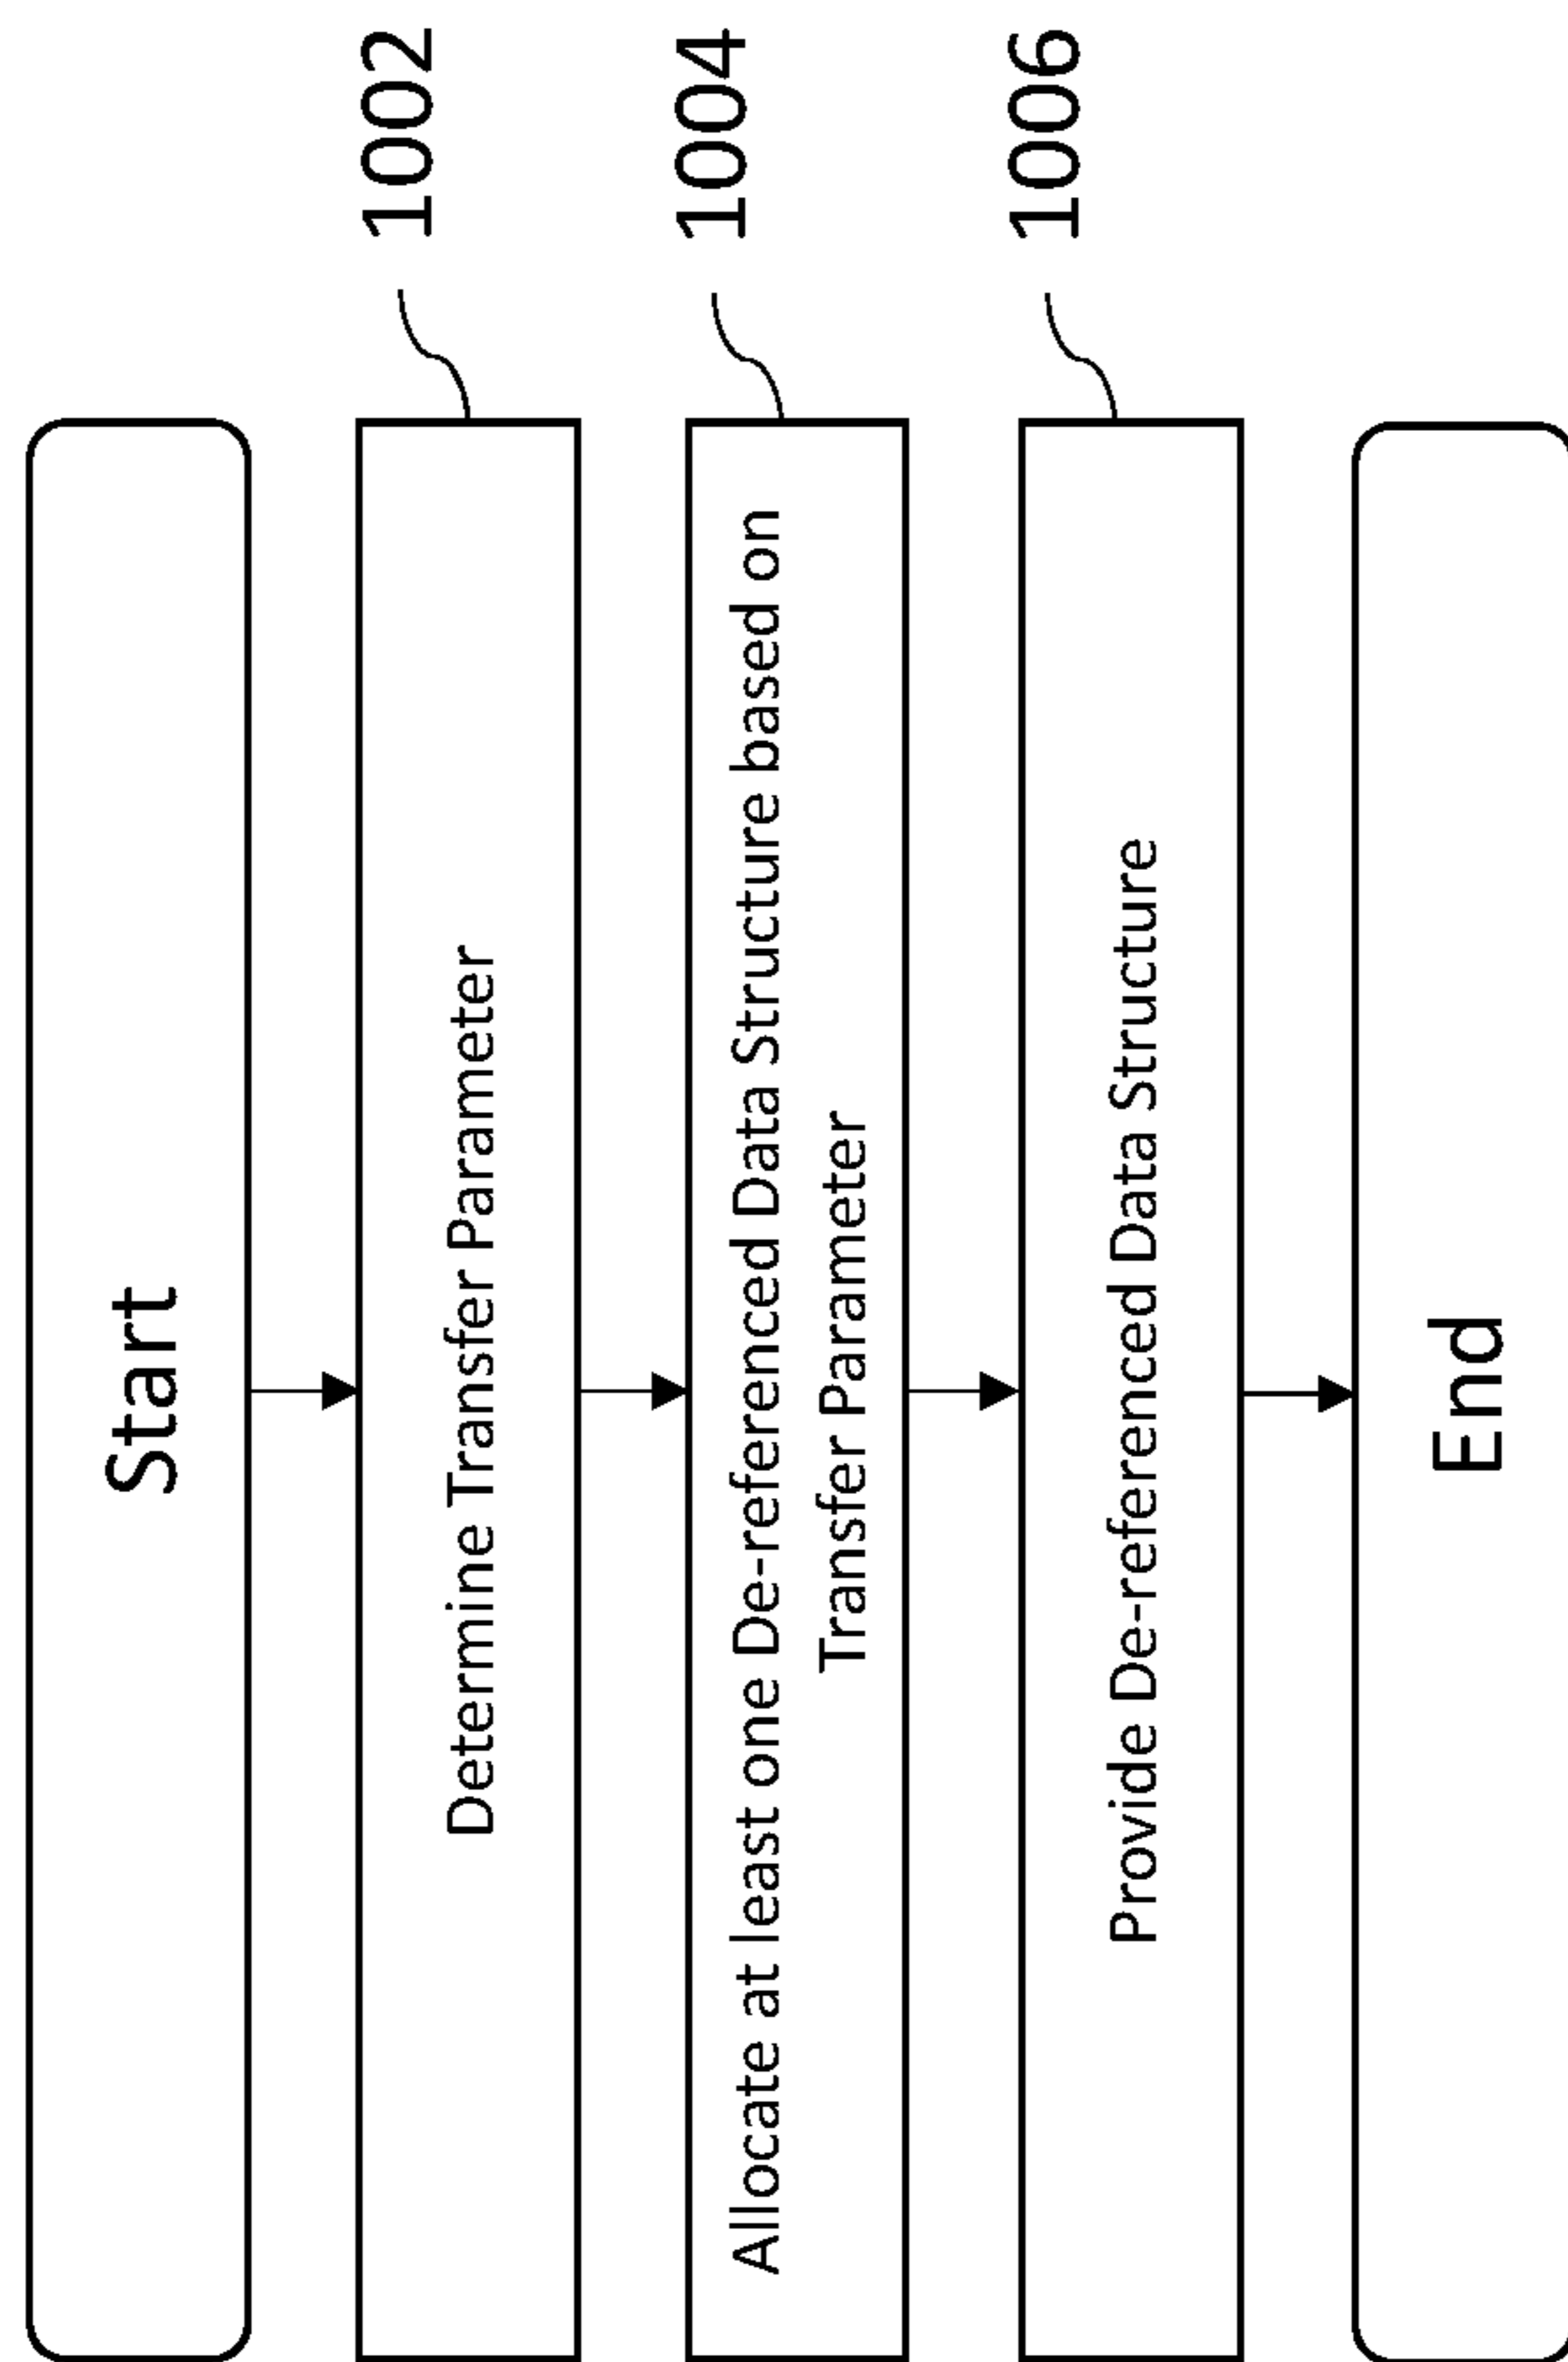 Start
Determine Transfer Parameter
1002
Allocate at least one De-referenced Data Structure based on
Transfer Parameter
1004
Provide De-referenced Data Structure
1006
End